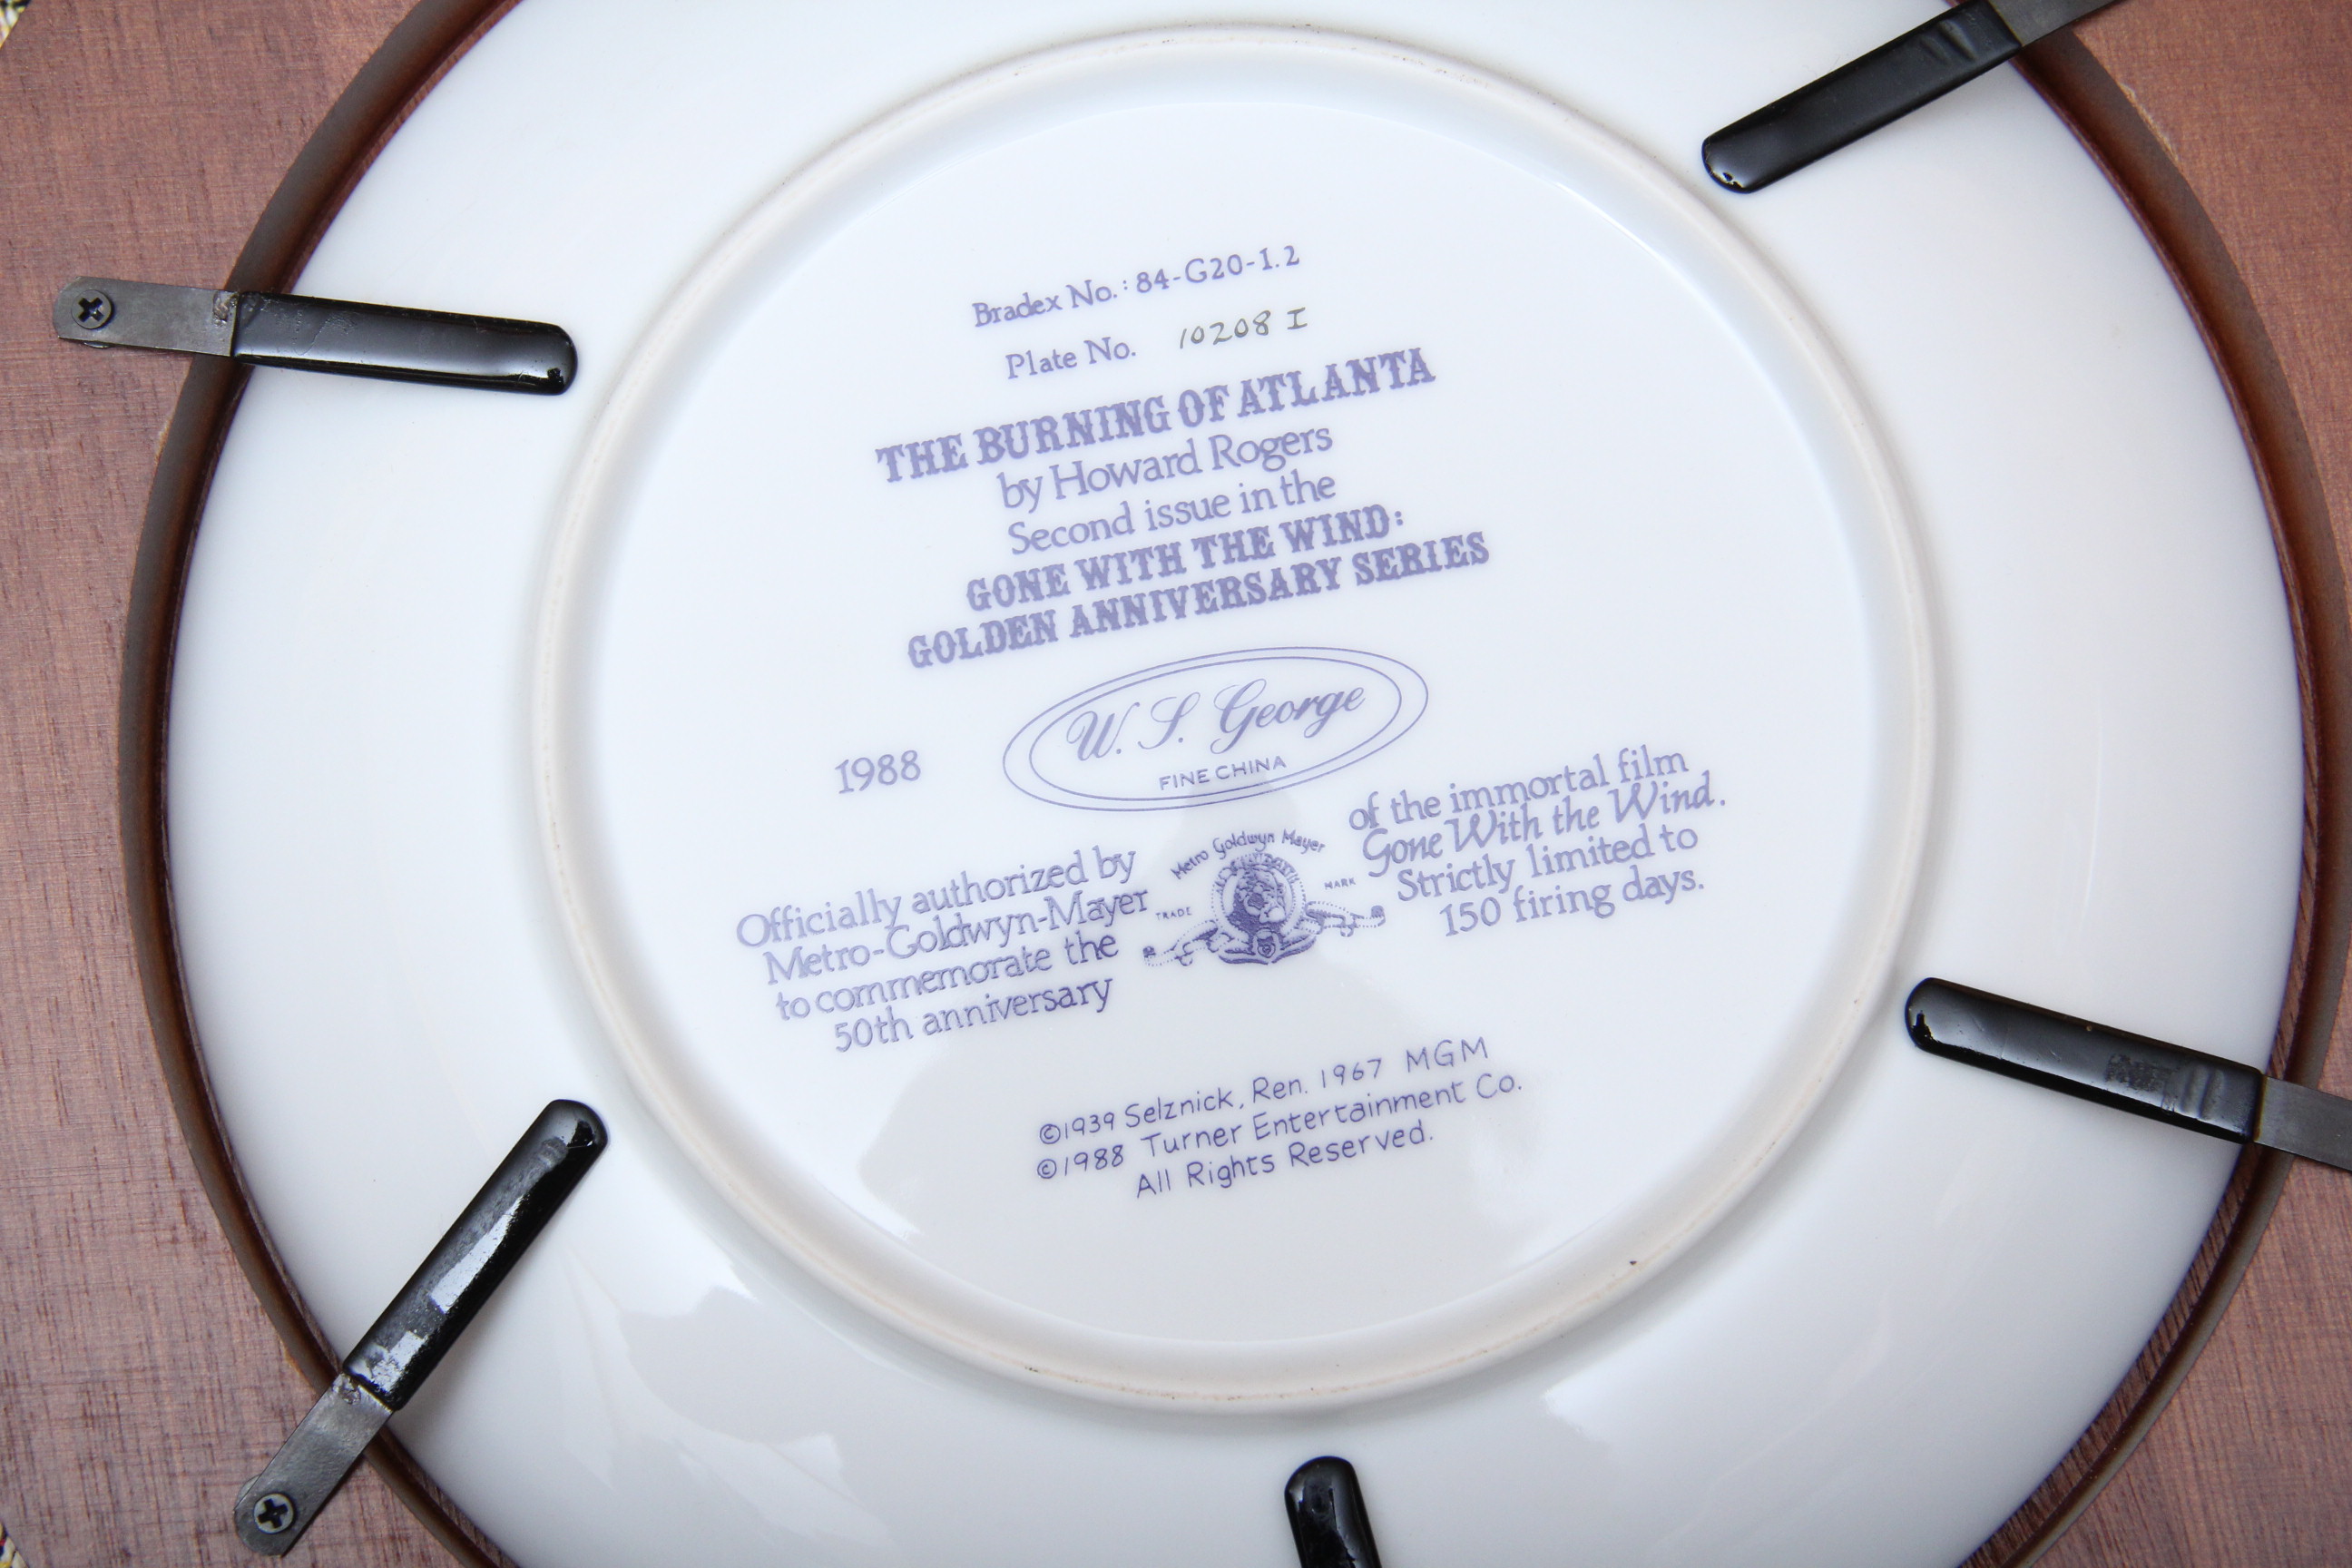 Bradex No.: 84-G20-1.2
Plate No. 10208 I
THE BURNING OF ATLANTA
by Howard Rogers
Second issue in the
GONE WITH THE WIND:
GOLDEN ANNIVERSARY SERIES
1988
W. S. George
FINE CHINA
Officially authorized by
Metro-Goldwyn-Mayer
to commemorate the
50th anniversary
Metro Goldwyn Mayer
TRADE MARK
of the immortal film
Gone With the Wind.
Strictly limited to
150 firing days.
©1939 Selznick, Ren. 1967 MGM
©1988 Turner Entertainment Co.
All Rights Reserved.